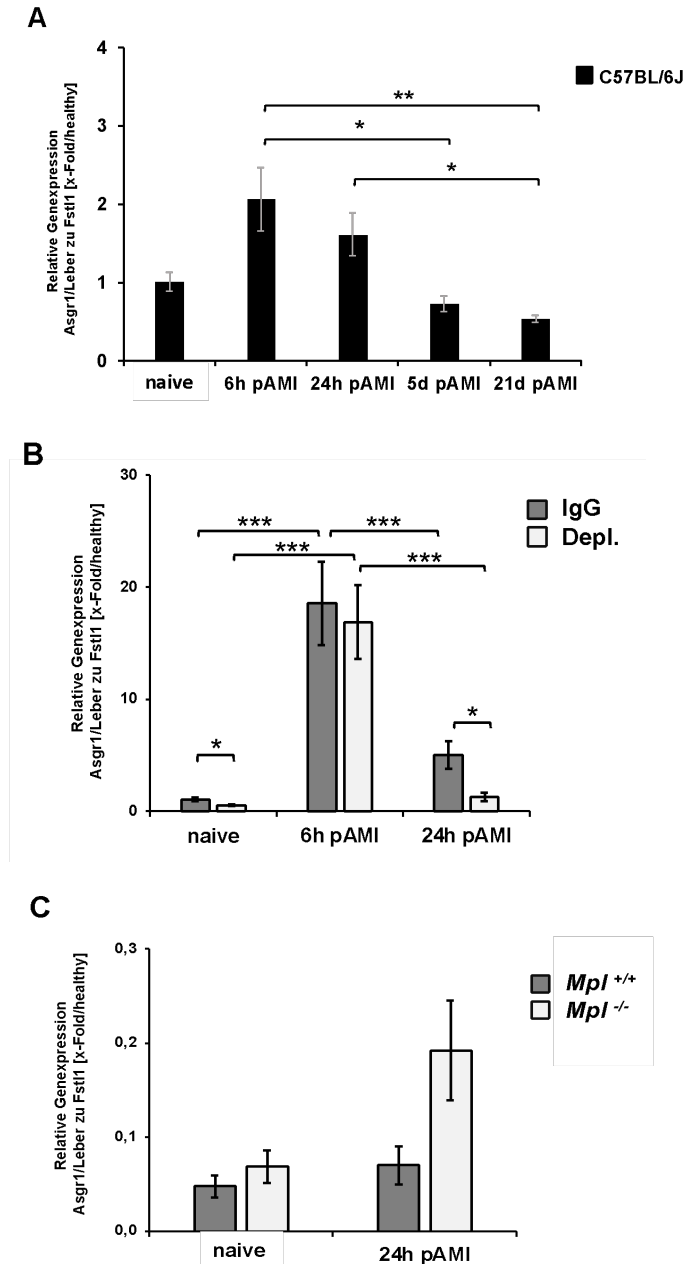 A
4
3
2
1
0
Relative Genexpression
Asgr1/Leber zu Fstl1 [x-Fold/healthy]
**
*
*
C57BL/6J
naive 6h pAMI 24h pAMI 5d pAMI 21d pAMI
B
30
20
10
0
Relative Genexpression
Asgr1/Leber zu Fstl1 [x-Fold/healthy]
*** ***
*** ***
* *
IgG
Depl.
naive 6h pAMI 24h pAMI
C
0,3
0,2
0,1
0,0
Relative Genexpression
Asgr1/Leber zu Fstl1 [x-Fold/healthy]
Mpl +/+
Mpl -/-
naive 24h pAMI